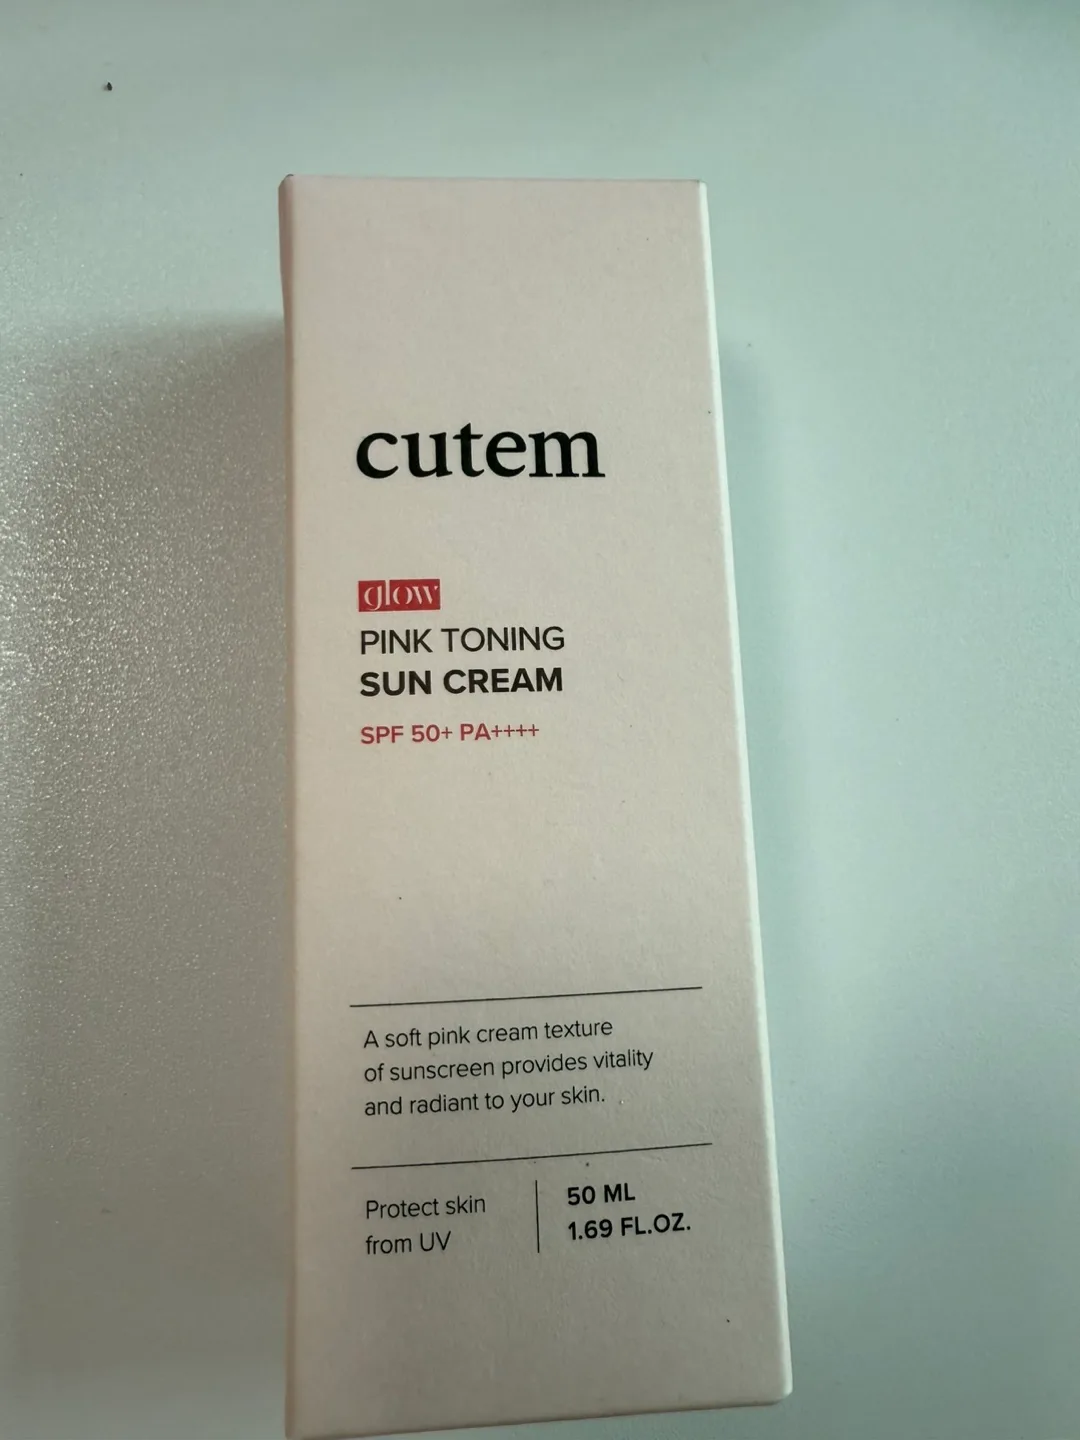 cutem
glow
PINK TONING
SUN CREAM
SPF 50+ PA++++
A soft pink cream texture
of sunscreen provides vitality
and radiant to your skin.
Protect skin
from UV
50 ML
1.69 FL.OZ.